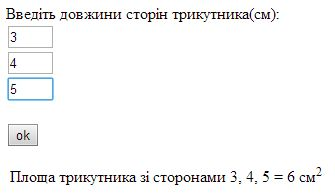 Введіть довжини сторін трикутника(см):
3
4
5
ok
Площа трикутника зі сторонами 3, 4, 5 = 6 см²